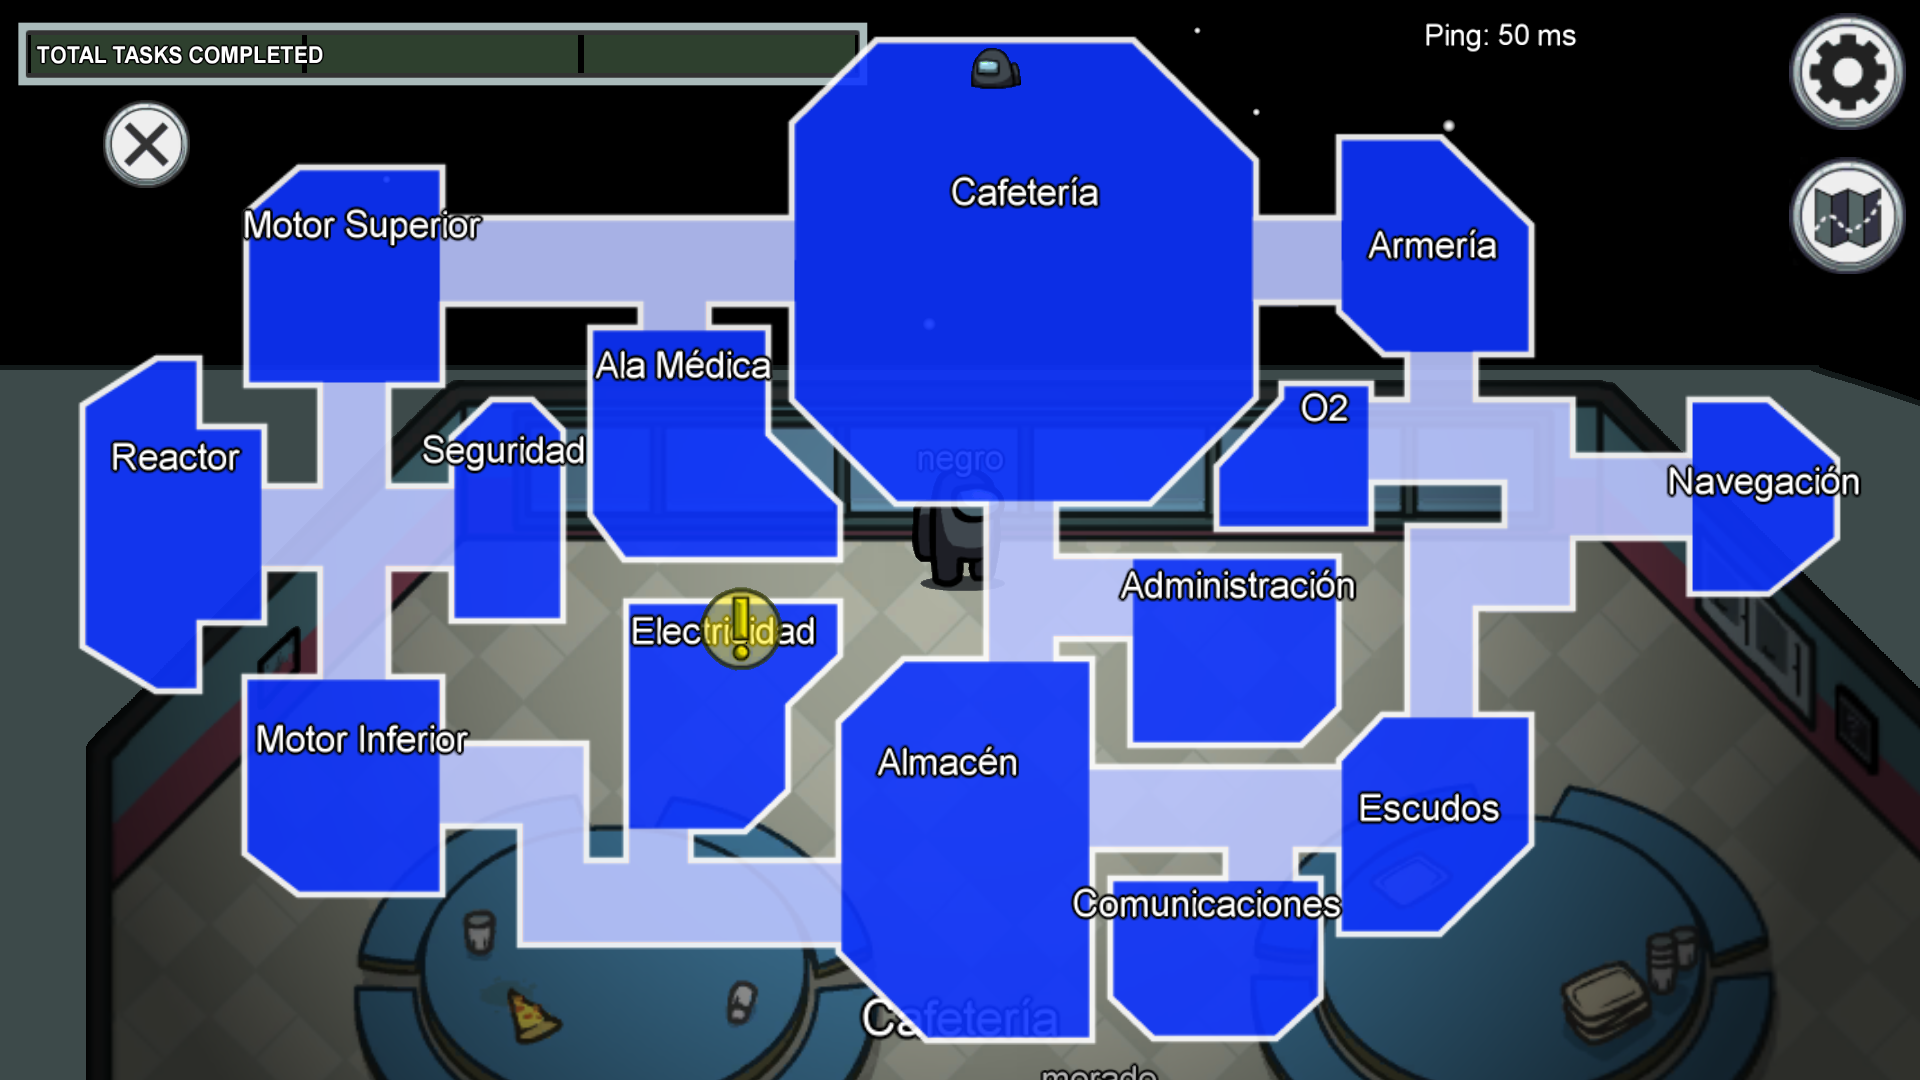 TOTAL TASKS COMPLETED
Ping: 50 ms
Cafetería
Motor Superior
Armería
Ala Médica
O2
Seguridad
Reactor
negro
Navegación
Administración
Electricidad
Motor Inferior
Almacén
Escudos
Comunicaciones
Cafetería
morado